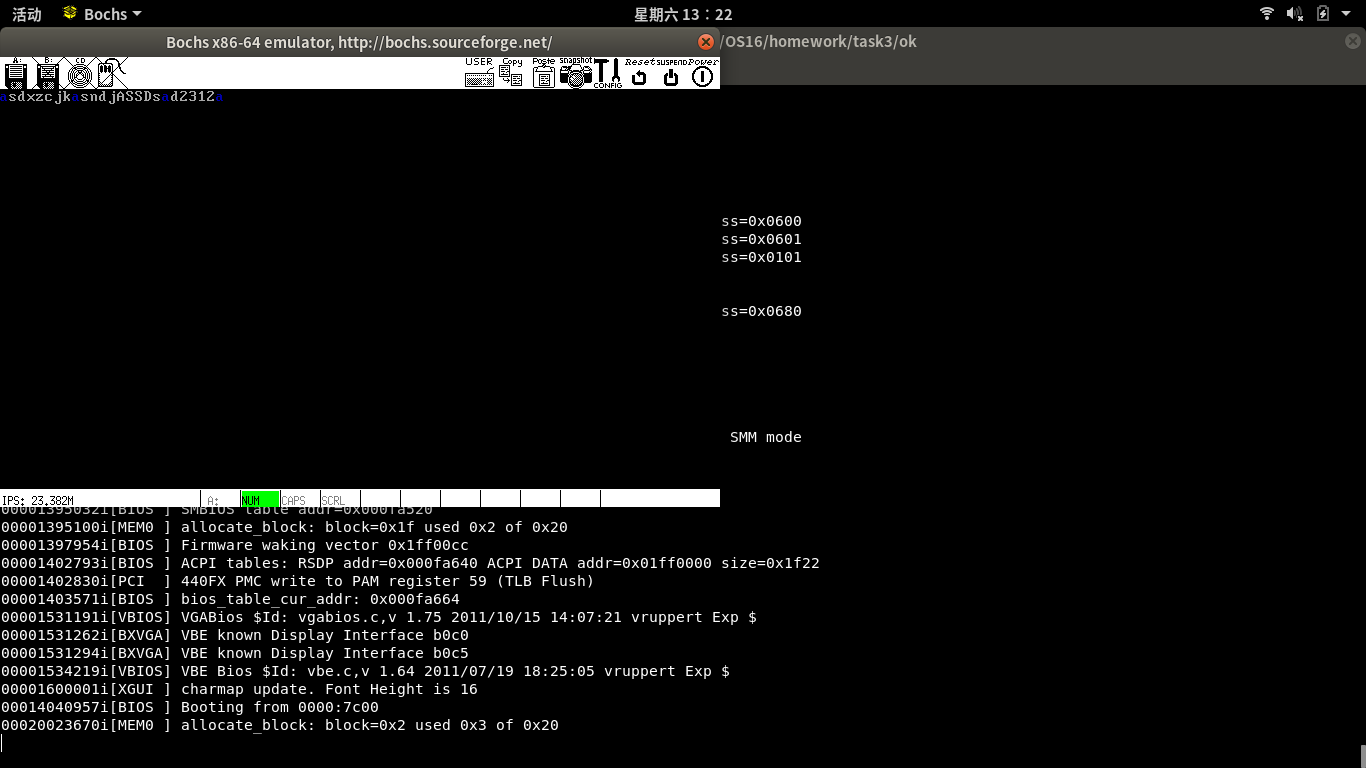 活动 Bochs 星期六 13：22
Bochs x86-64 emulator, http://bochs.sourceforge.net/
/OS16/homework/task3/ok
A: B: CD USER Copy Paste snapshot CONFIG Reset SUSPEND Power
asdxzcjkasndjASSDsad2312a
ss=0x0600
ss=0x0601
ss=0x0101
ss=0x0680
SMM mode
IPS: 23.382M A: NUM CAPS SCRL
00001395032i[BIOS ] SMBIOS table addr=0x000fa520
00001395100i[MEM0 ] allocate_block: block=0x1f used 0x2 of 0x20
00001397954i[BIOS ] Firmware waking vector 0x1ff00cc
00001402793i[BIOS ] ACPI tables: RSDP addr=0x000fa640 ACPI DATA addr=0x01ff0000 size=0x1f22
00001402830i[PCI  ] 440FX PMC write to PAM register 59 (TLB Flush)
00001403571i[BIOS ] bios_table_cur_addr: 0x000fa664
00001531191i[VBIOS] VGABios $Id: vgabios.c,v 1.75 2011/10/15 14:07:21 vruppert Exp $
00001531262i[BXVGA] VBE known Display Interface b0c0
00001531294i[BXVGA] VBE known Display Interface b0c5
00001534219i[VBIOS] VBE Bios $Id: vbe.c,v 1.64 2011/07/19 18:25:05 vruppert Exp $
00001600001i[XGUI ] charmap update. Font Height is 16
00014040957i[BIOS ] Booting from 0000:7c00
00020023670i[MEM0 ] allocate_block: block=0x2 used 0x3 of 0x20